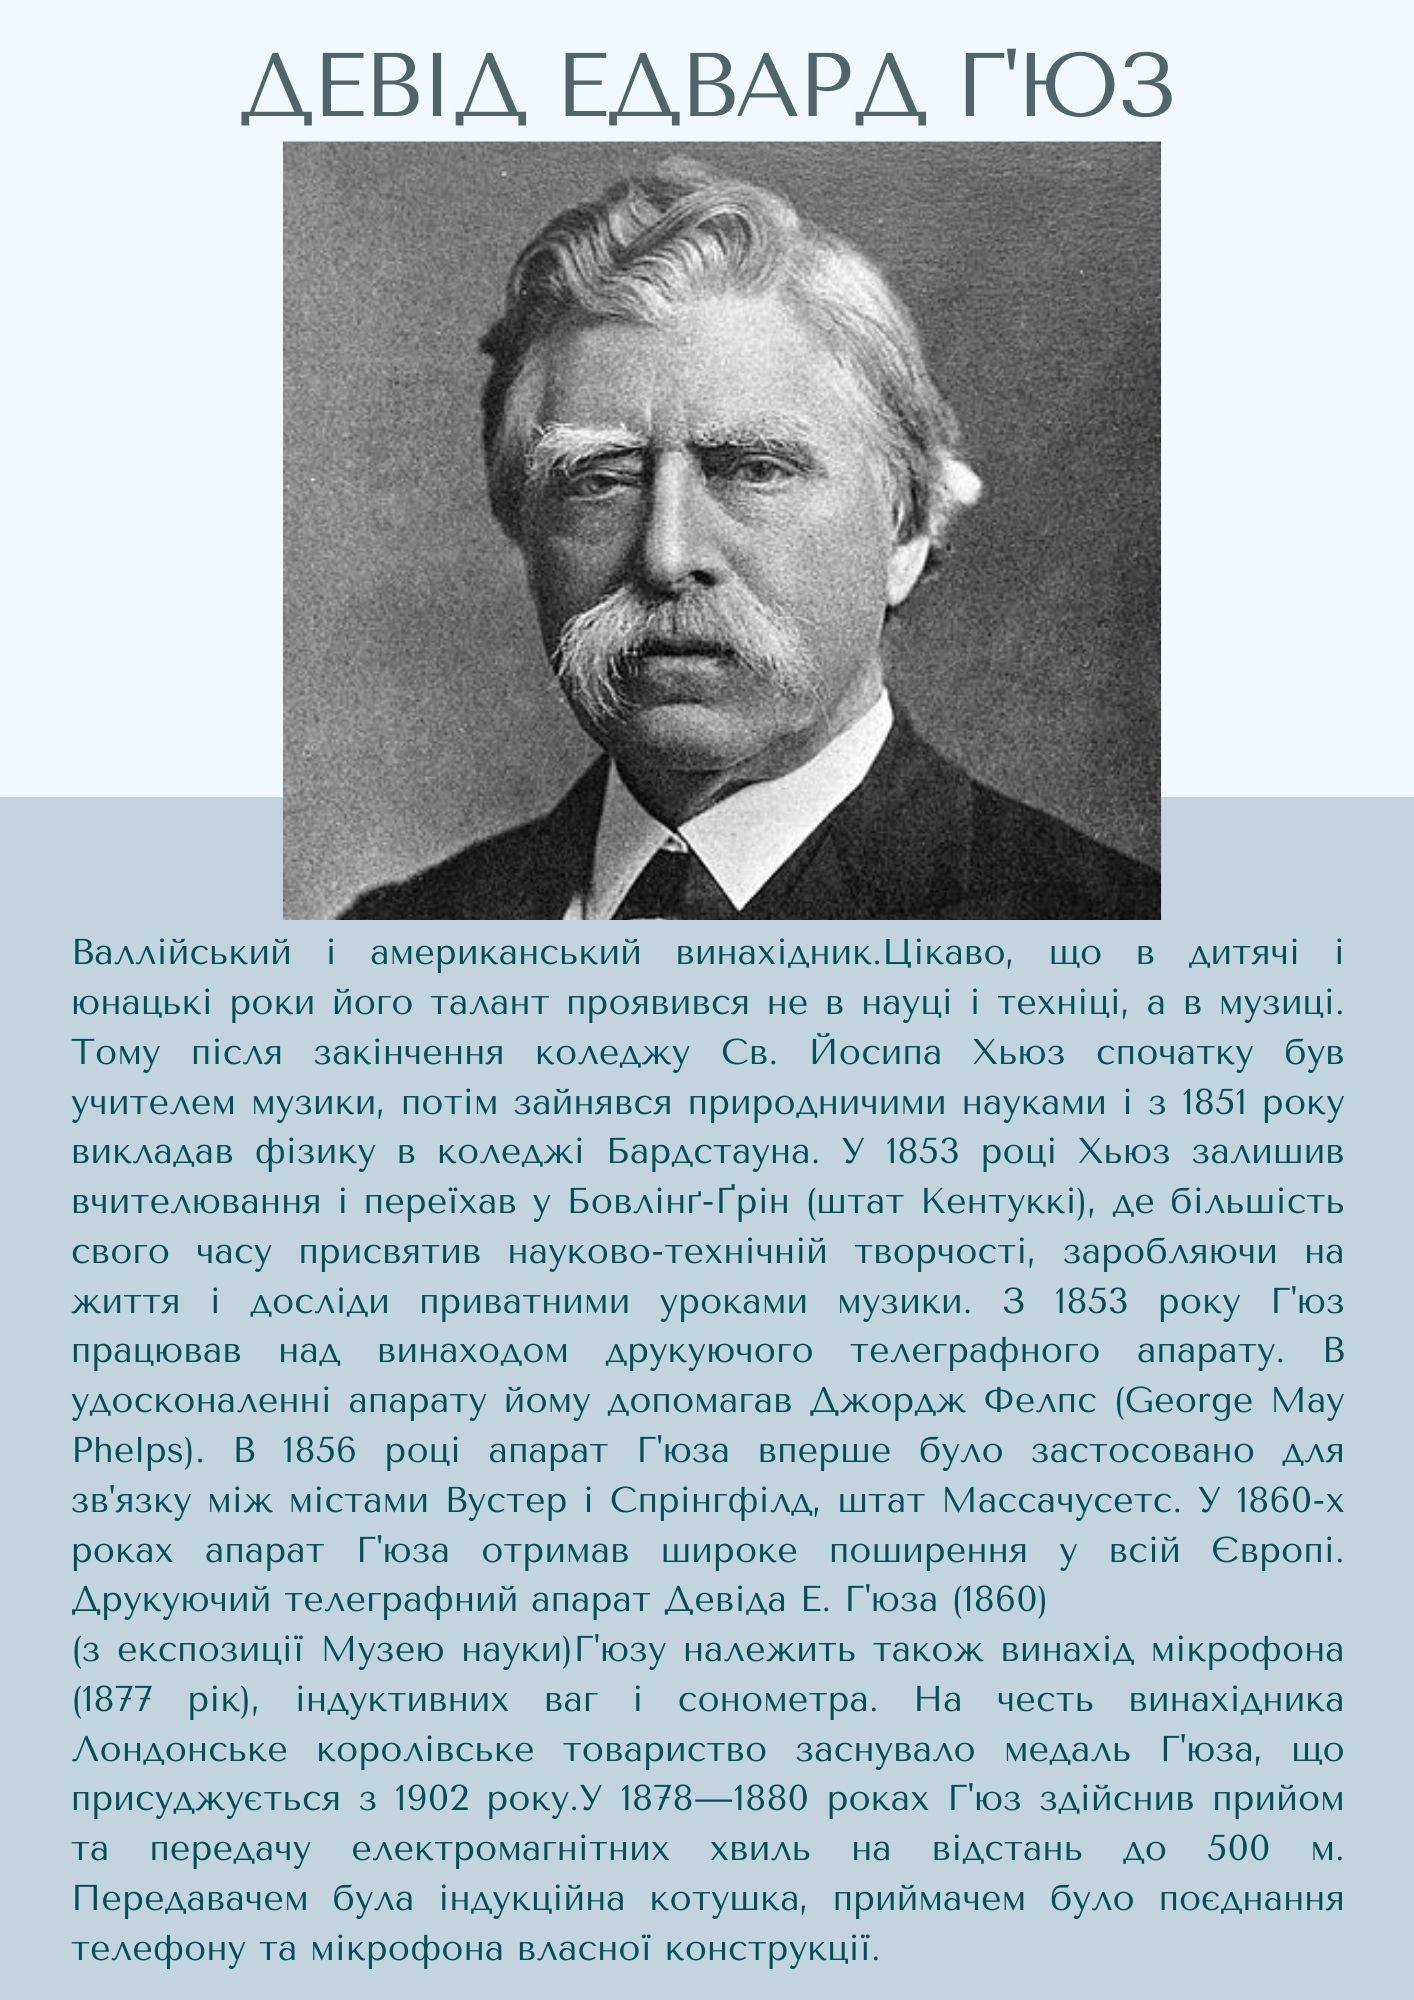 ДЕВІД ЕДВАРД Г'ЮЗ
Валлійський і американський винахідник.Цікаво, що в дитячі і
юнацькі роки його талант проявився не в науці і техніці, а в музиці.
Тому після закінчення коледжу Св. Йосипа Хьюз спочатку був
учителем музики, потім зайнявся природничими науками і з 1851 року
викладав фізику в коледжі Бардстауна. У 1853 році Хьюз залишив
вчителювання і переїхав у Бовлінґ-Ґрін (штат Кентуккі), де більшість
свого часу присвятив науково-технічній творчості, заробляючи на
життя і досліди приватними уроками музики. З 1853 року Г'юз
працював над винаходом друкуючого телеграфного апарату. В
удосконаленні апарату йому допомагав Джордж Фелпс (George May
Phelps). В 1856 році апарат Г'юза вперше було застосовано для
зв'язку між містами Вустер і Спрінгфілд, штат Массачусетс. У 1860-х
роках апарат Г'юза отримав широке поширення у всій Європі.
Друкуючий телеграфний апарат Девіда Е. Г'юза (1860)
(з експозиції Музею науки)Г'юзу належить також винахід мікрофона
(1877 рік), індуктивних ваг і сонометра. На честь винахідника
Лондонське королівське товариство заснувало медаль Г'юза, що
присуджується з 1902 року.У 1878—1880 роках Г'юз здійснив прийом
та передачу електромагнітних хвиль на відстань до 500 м.
Передавачем була індукційна котушка, приймачем було поєднання
телефону та мікрофона власної конструкції.